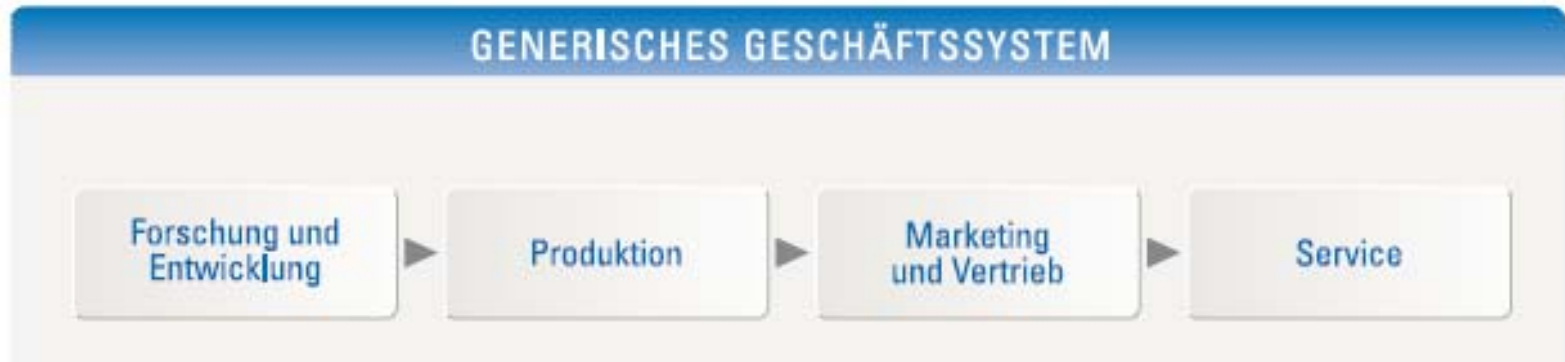 GENERISCHES GESCHÄFTSSYSTEM
Forschung und
Entwicklung
Produktion
Marketing
und Vertrieb
Service